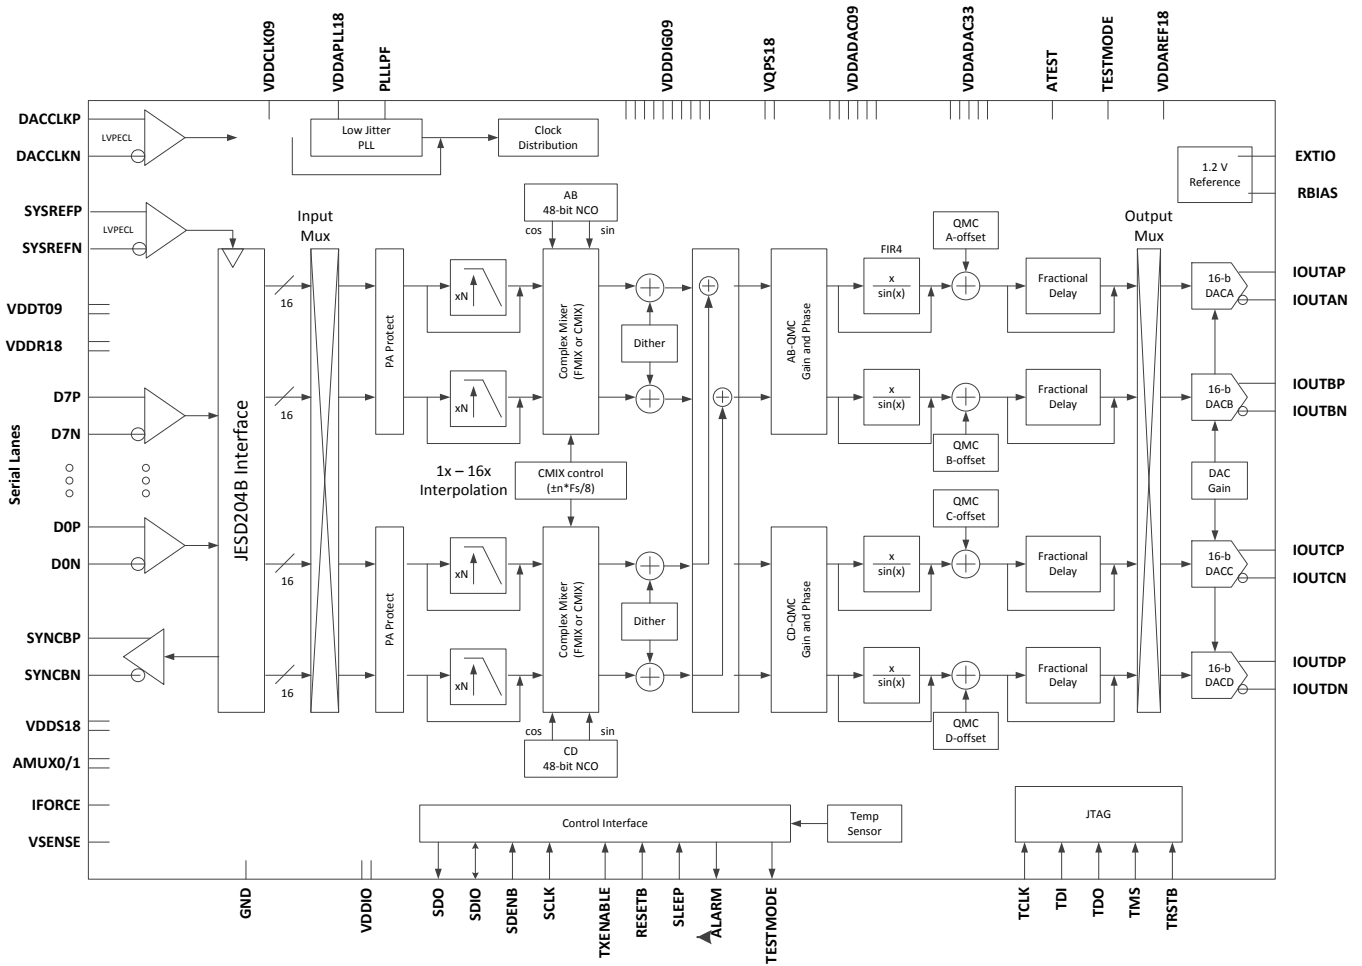 VDDCLK09
VDDAPLL18
PLLLPF
VDDDIG09
VQPS18
VDDADAC09
VDDADAC33
ATEST
TESTMODE
VDDAREF18
DACCLKP
LVPECL
DACCLKN
Low Jitter
PLL
Clock
Distribution
1.2 V
Reference
EXTIO
RBIAS
SYSREFP
LVPECL
SYSREFN
Input
Mux
AB
48-bit NCO
cos
sin
QMC
A-offset
Output
Mux
VDDT09
VDDR18
D7P
D7N
Serial Lanes
D0P
D0N
SYNCBP
SYNCBN
VDDS18
AMUX0/1
IFORCE
VSENSE
JESD204B Interface
16
16
16
16
PA Protect
PA Protect
xN
xN
xN
xN
1x – 16x
Interpolation
Complex Mixer
(FMIX or CMIX)
CMIX control
(±n*Fs/8)
Complex Mixer
(FMIX or CMIX)
cos
sin
CD
48-bit NCO
Dither
Dither
AB-QMC
Gain and Phase
CD-QMC
Gain and Phase
FIR4
x
sin(x)
x
sin(x)
x
sin(x)
x
sin(x)
QMC
B-offset
QMC
C-offset
QMC
D-offset
Fractional
Delay
Fractional
Delay
Fractional
Delay
Fractional
Delay
16-b
DACA
16-b
DACB
DAC
Gain
16-b
DACC
16-b
DACD
IOUTAP
IOUTAN
IOUTBP
IOUTBN
IOUTCP
IOUTCN
IOUTDP
IOUTDN
Control Interface
Temp
Sensor
JTAG
GND
VDDIO
SDO
SDIO
SDENB
SCLK
TXENABLE
RESETB
SLEEP
ALARM
TESTMODE
TCLK
TDI
TDO
TMS
TRSTB